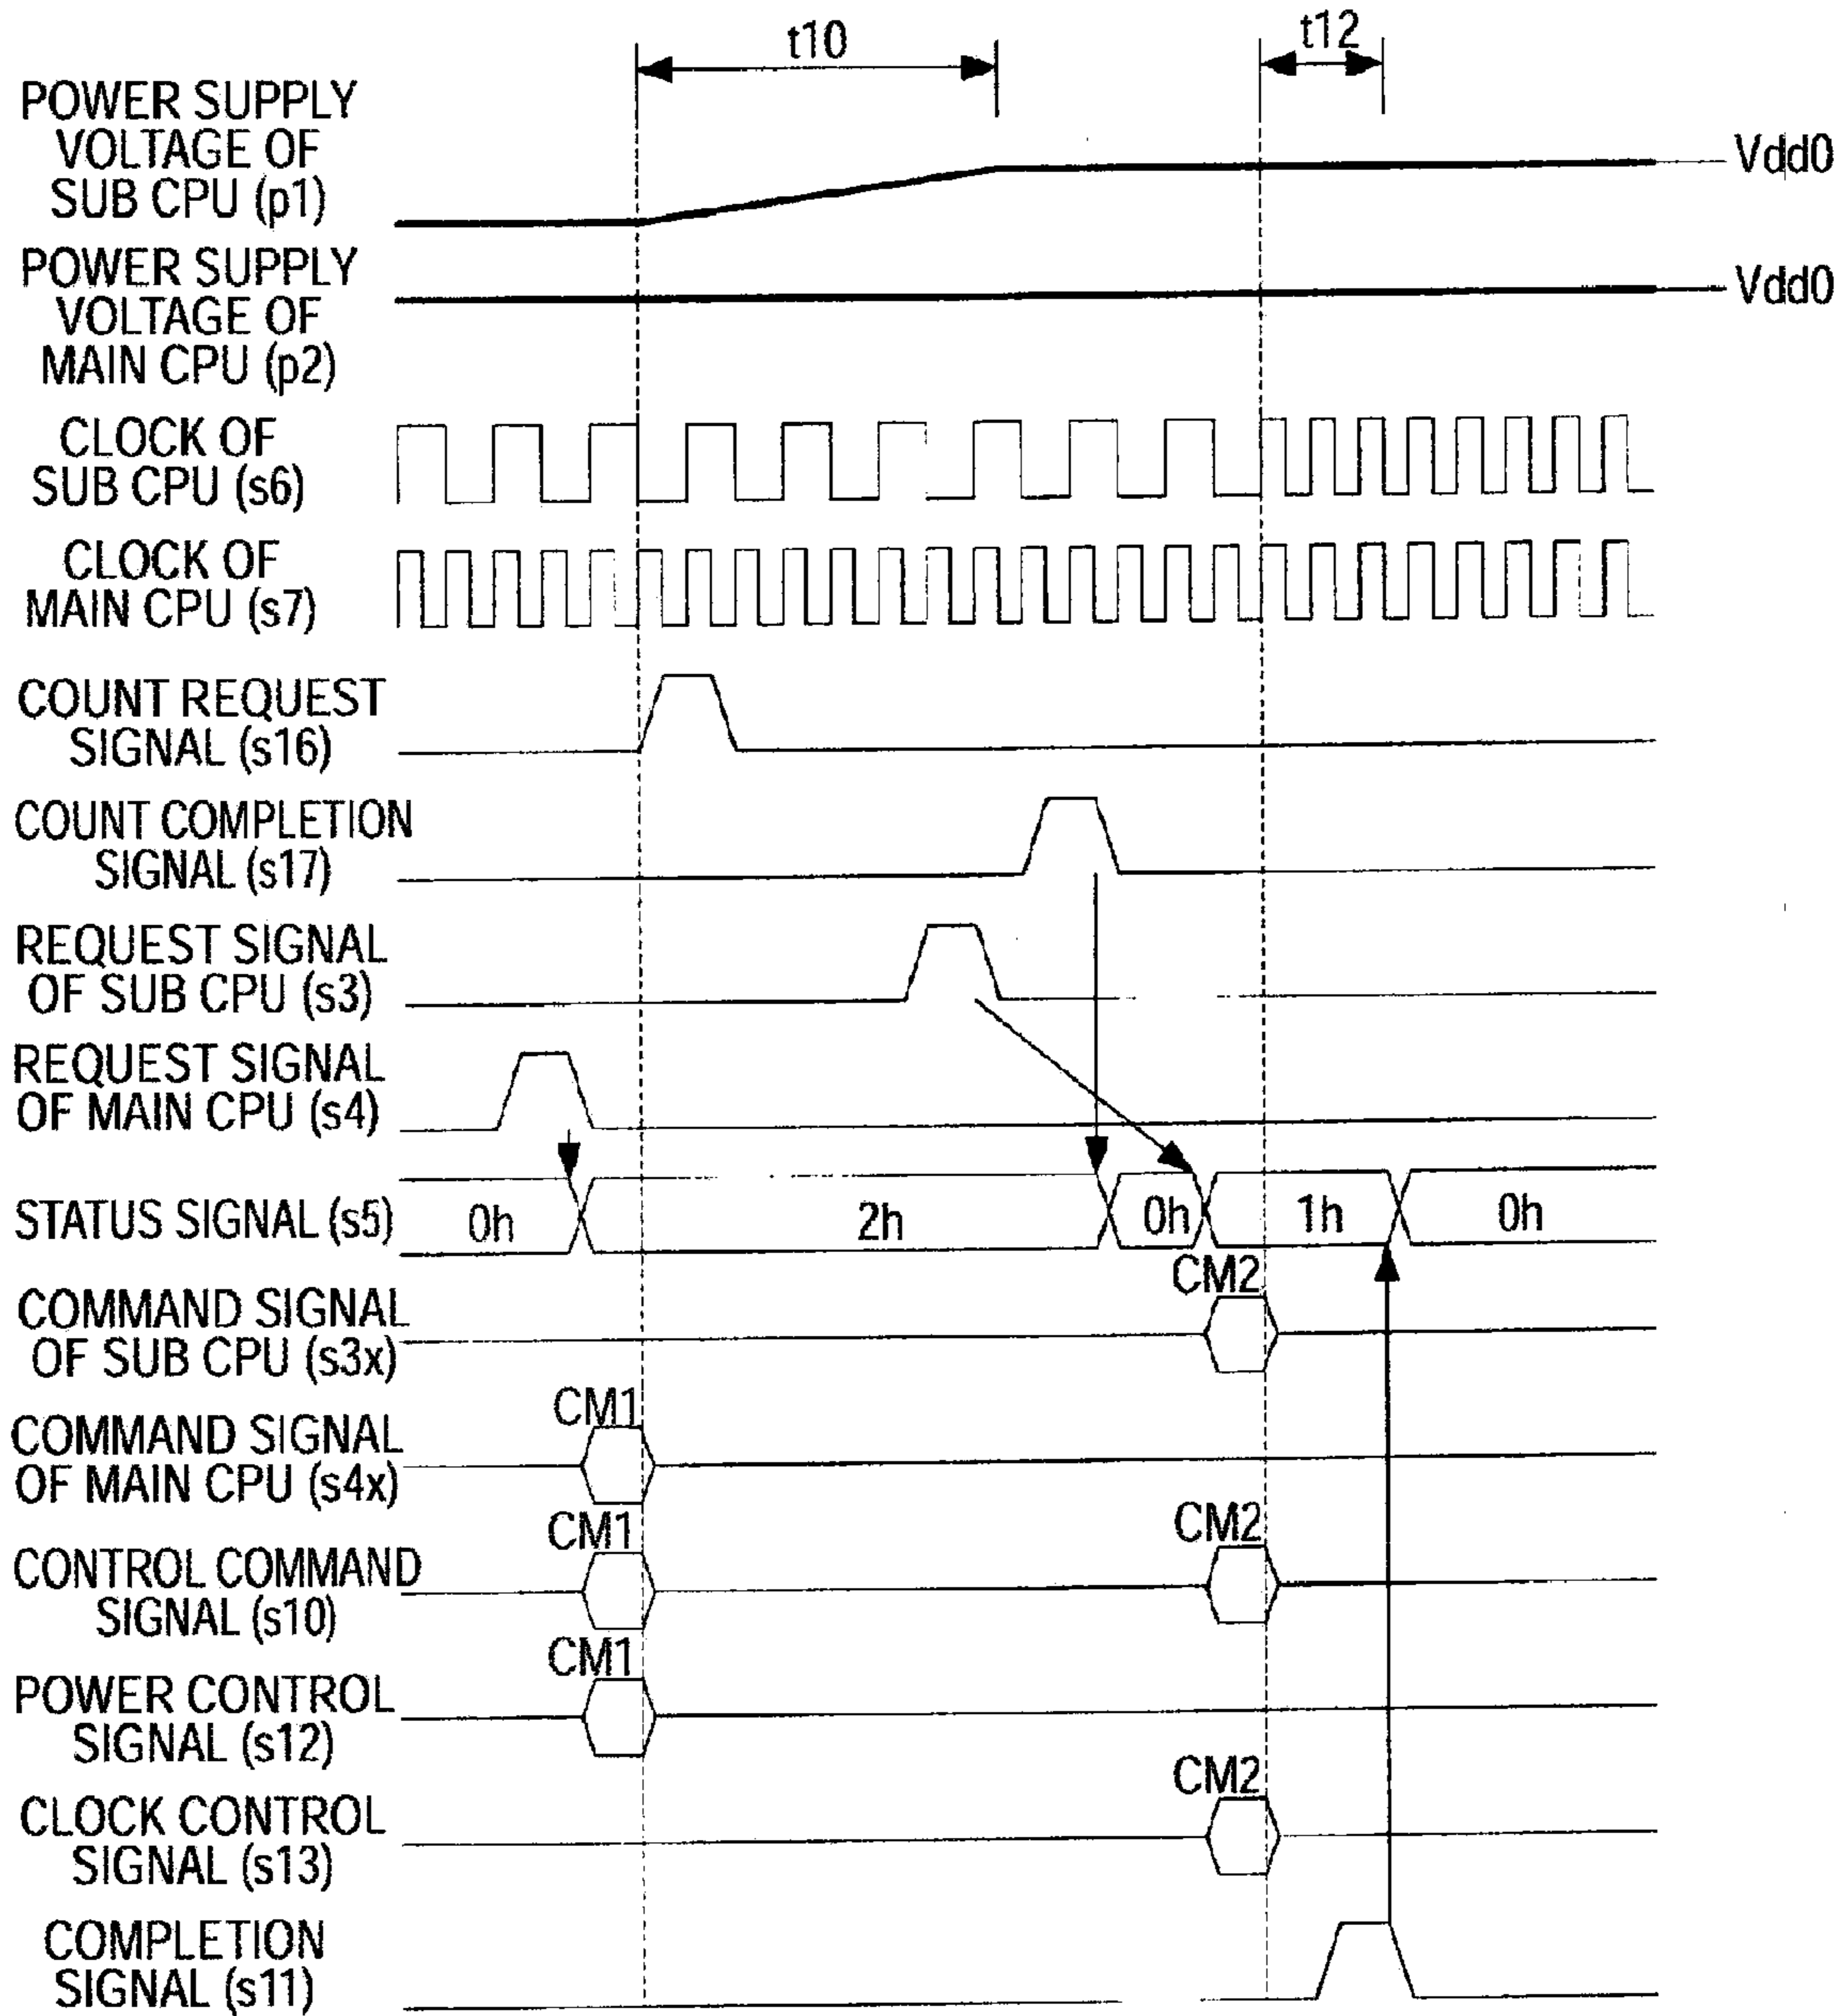 t10
t12
POWER SUPPLY
VOLTAGE OF
SUB CPU (p1)
Vdd0
POWER SUPPLY
VOLTAGE OF
MAIN CPU (p2)
Vdd0
CLOCK OF
SUB CPU (s6)
CLOCK OF
MAIN CPU (s7)
COUNT REQUEST
SIGNAL (s16)
COUNT COMPLETION
SIGNAL (s17)
REQUEST SIGNAL
OF SUB CPU (s3)
REQUEST SIGNAL
OF MAIN CPU (s4)
STATUS SIGNAL (s5)
0h
2h
0h
1h
0h
COMMAND SIGNAL
OF SUB CPU (s3x)
CM2
COMMAND SIGNAL
OF MAIN CPU (s4x)
CM1
CONTROL COMMAND
SIGNAL (s10)
CM1
CM2
POWER CONTROL
SIGNAL (s12)
CM1
CLOCK CONTROL
SIGNAL (s13)
CM2
COMPLETION
SIGNAL (s11)